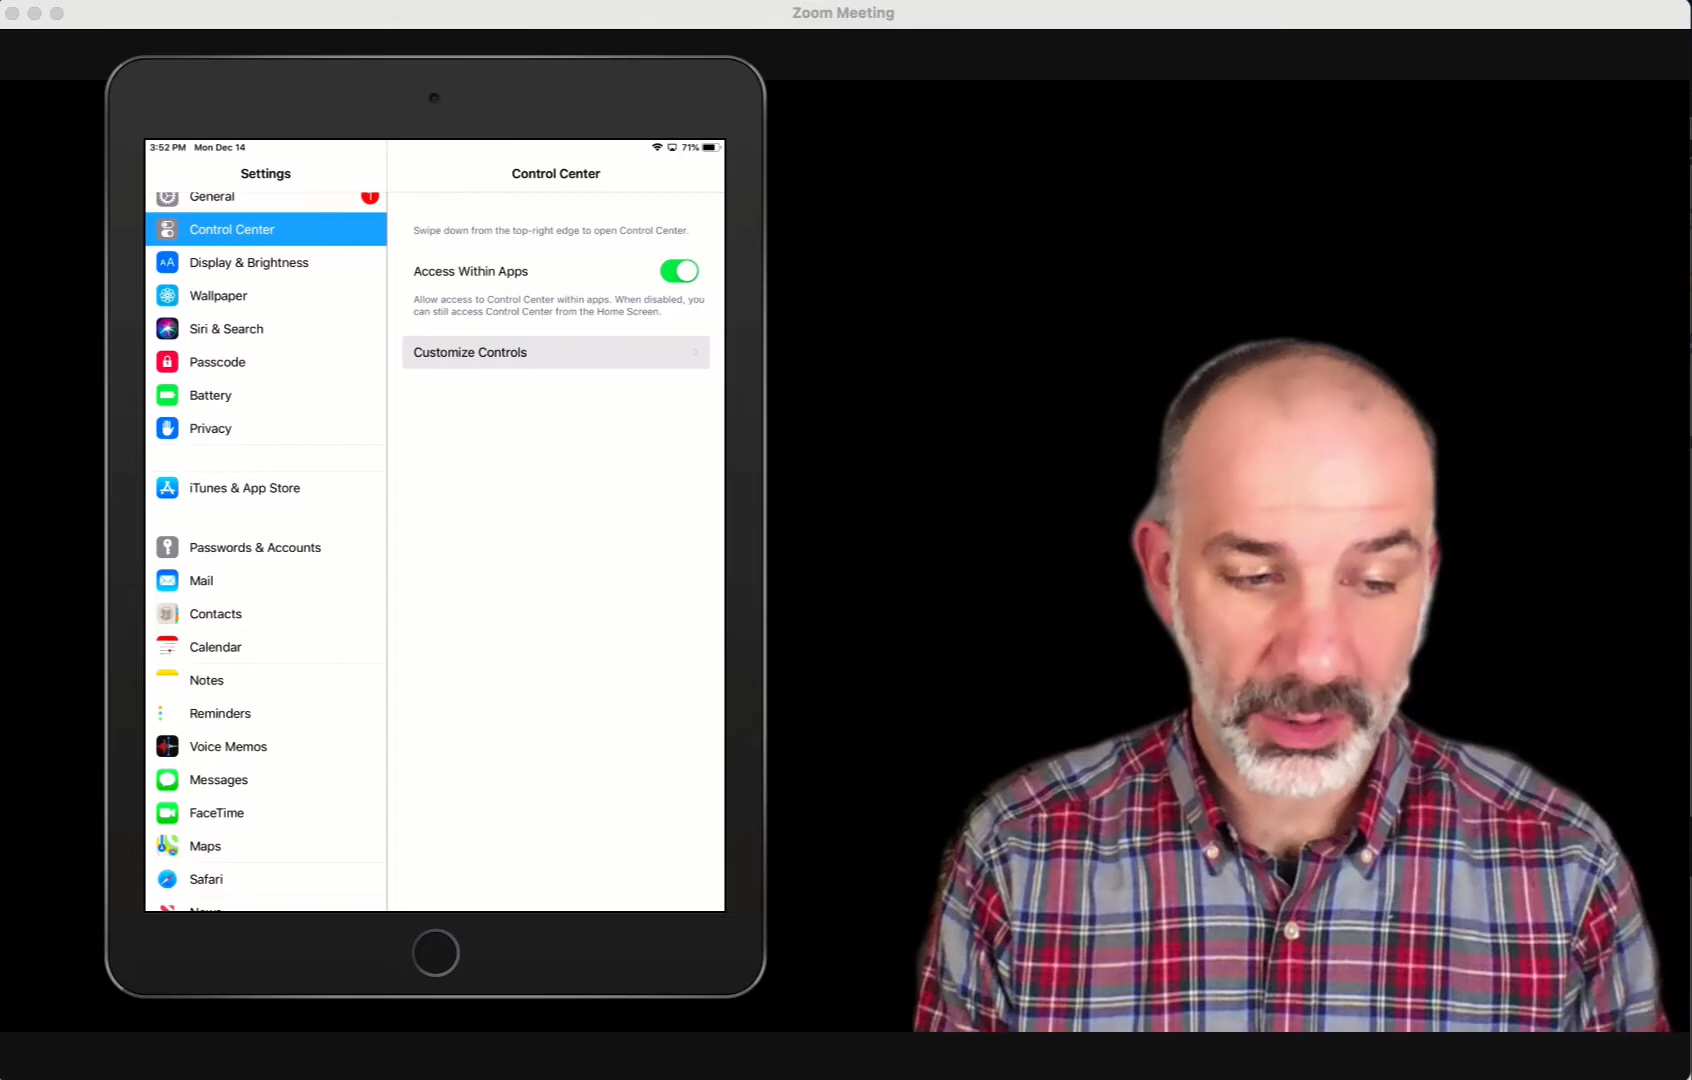 Zoom Meeting
3:52 PM Mon Dec 14
71%
Settings
General
1
Control Center
AA
Display & Brightness
Wallpaper
Siri & Search
Passcode
Battery
Privacy
iTunes & App Store
Passwords & Accounts
Mail
Contacts
Calendar
Notes
Reminders
Voice Memos
Messages
FaceTime
Maps
Safari
News
Control Center
Swipe down from the top-right edge to open Control Center.
Access Within Apps
Allow access to Control Center within apps. When disabled, you
can still access Control Center from the Home Screen.
Customize Controls